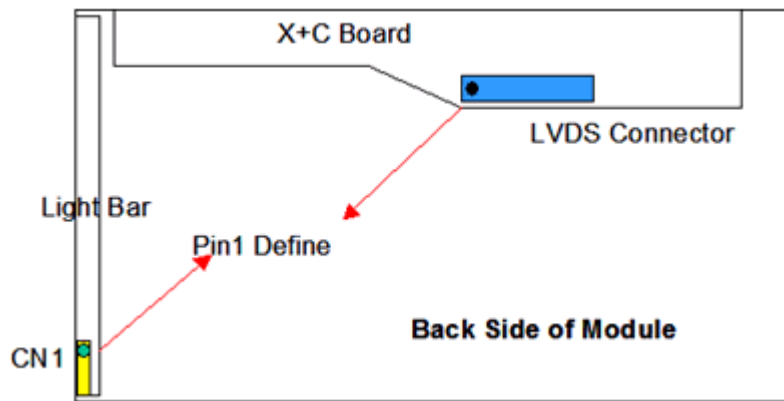 X+C Board
LVDS Connector
Light Bar
Pin1 Define
Back Side of Module
CN1